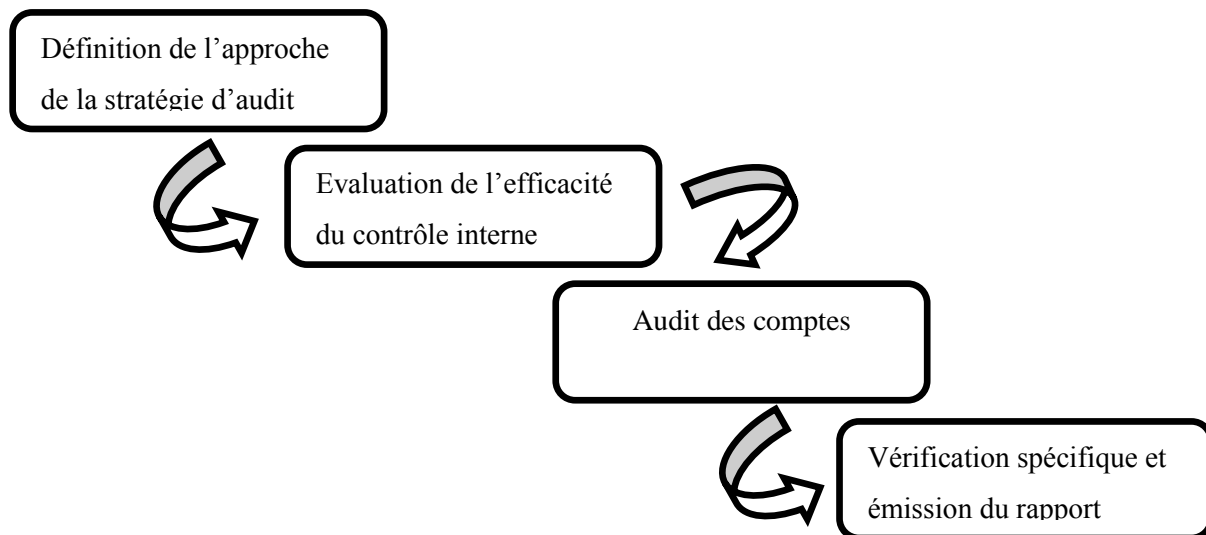 Définition de l’approche
de la stratégie d’audit
Evaluation de l’efficacité
du contrôle interne
Audit des comptes
Vérification spécifique et
émission du rapport